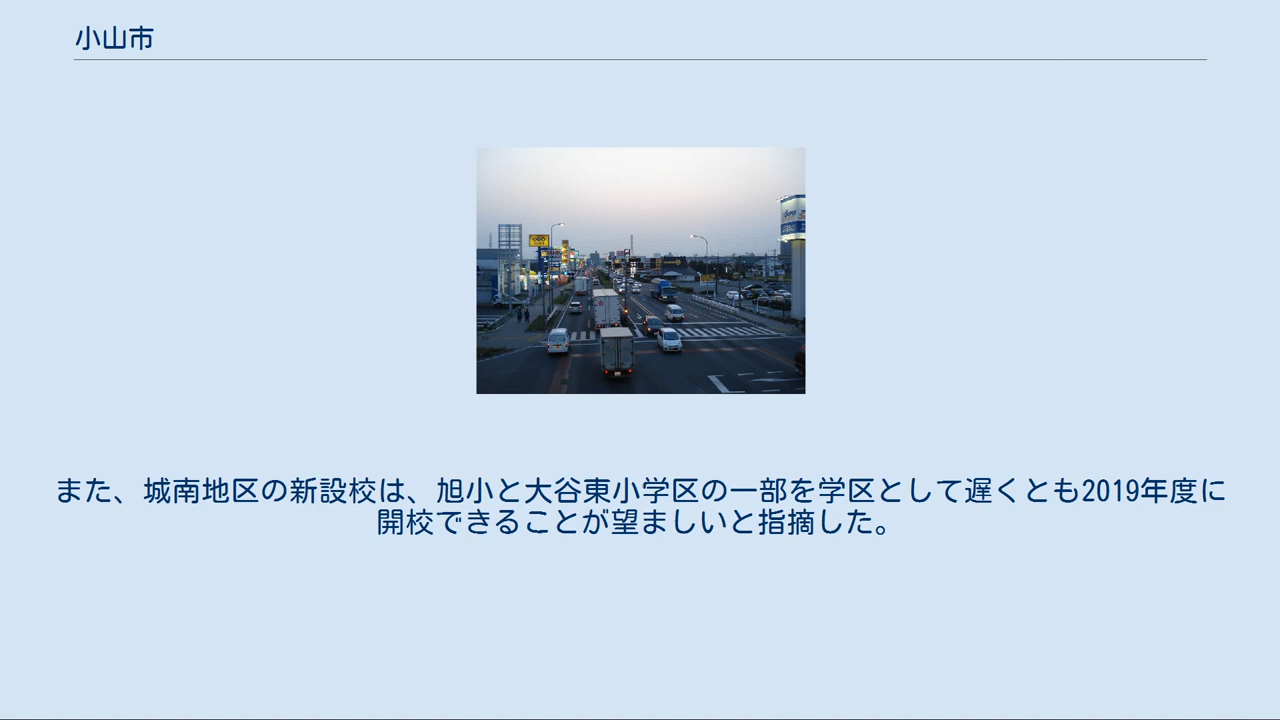 小山市
また、城南地区の新設校は、旭小と大谷東小学区の一部を学区として遅くとも2019年度に
開校できることが望ましいと指摘した。